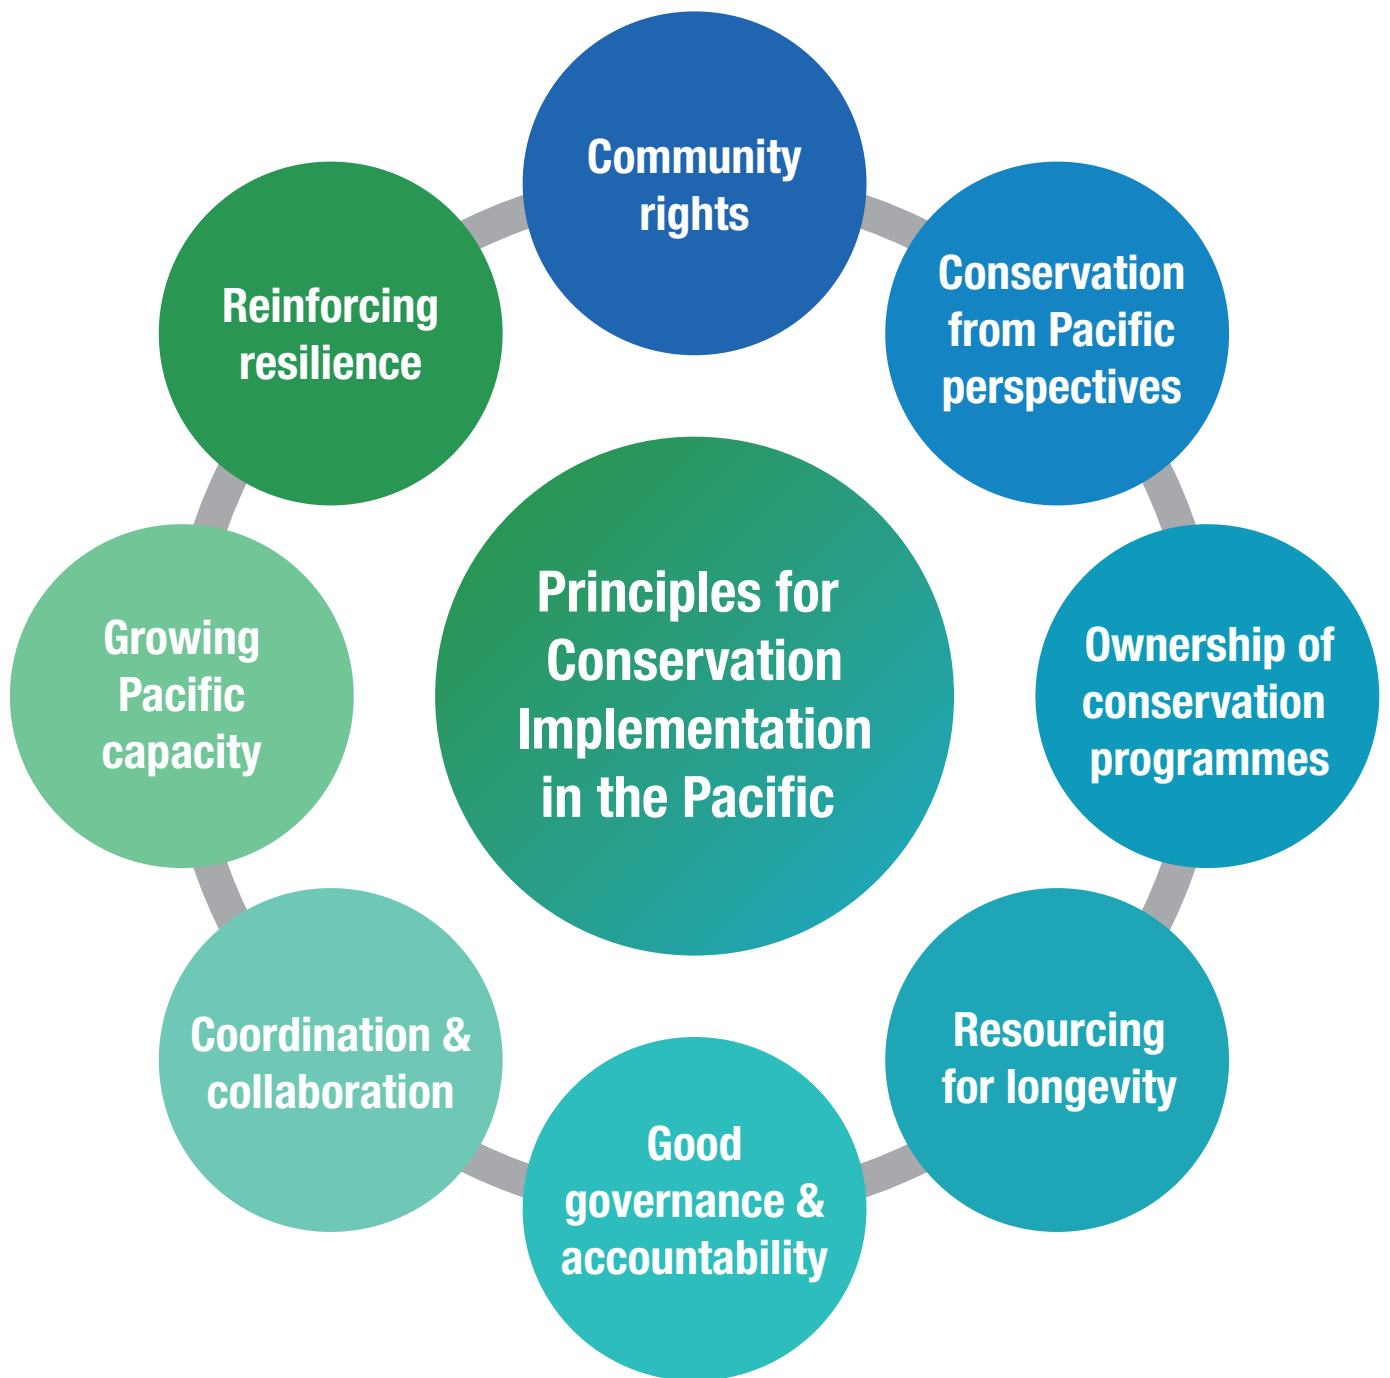 Community
rights
Conservation
from Pacific
perspectives
Ownership of
conservation
programmes
Resourcing
for longevity
Good
governance &
accountability
Coordination &
collaboration
Growing
Pacific
capacity
Reinforcing
resilience
Principles for
Conservation
Implementation
in the Pacific